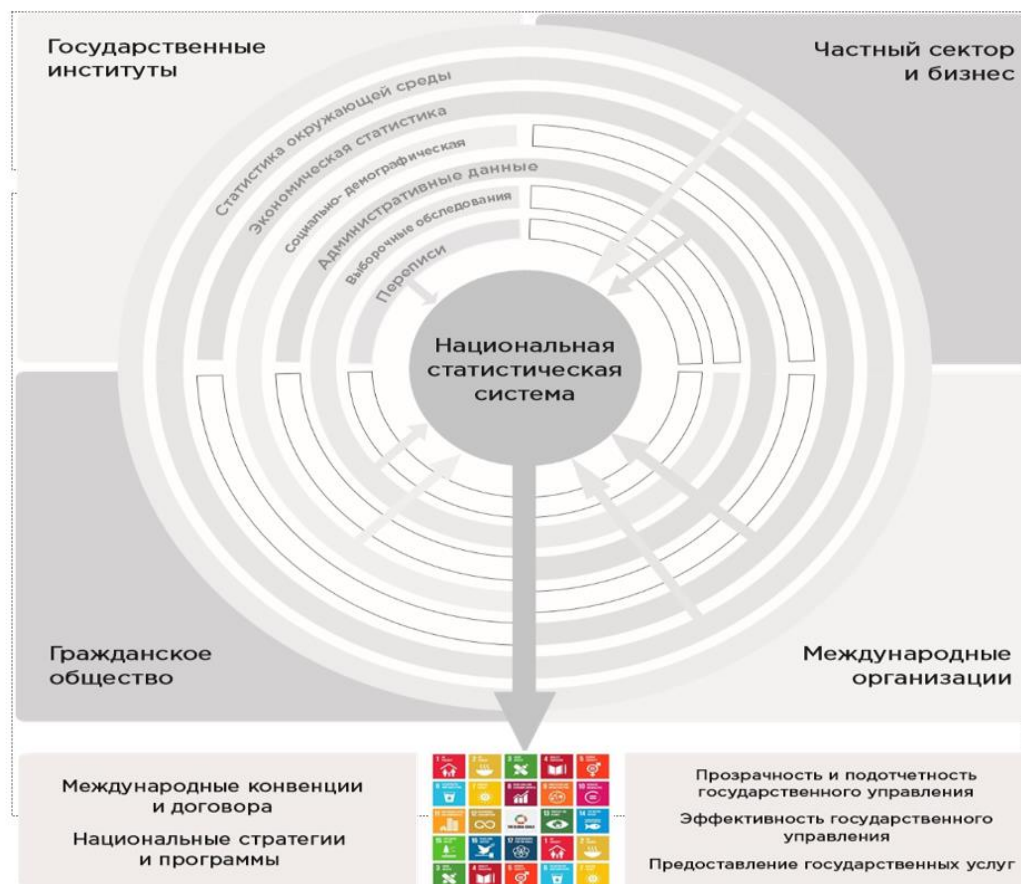 Государственные
институты
Частный сектор
и бизнес
Статистика окружающей среды
Экономическая статистика
Социально- демографическая
Административные данные
Выборочные обследования
Переписи
Национальная
статистическая
система
Гражданское
общество
Международные
организации
Международные конвенции
и договора
Национальные стратегии
и программы
Прозрачность и подотчетность
государственного управления
Эффективность государственного
управления
Предоставление государственных услуг